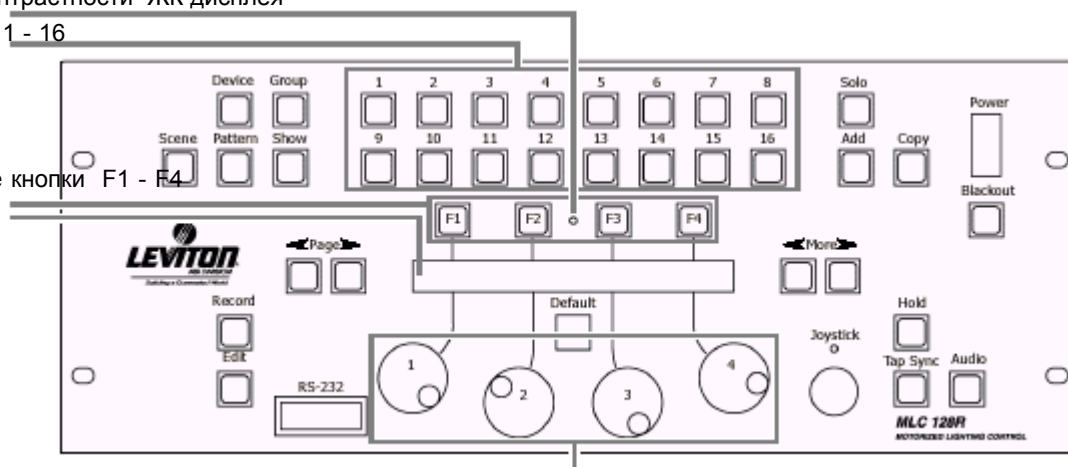 нтрастности ЖК дисплея
1 - 16
Device Group 1 2 3 4 5 6 7 8 Solo
Power
Scene Pattern Show 9 10 11 12 13 14 15 16 Add Copy
е кнопки F1 - F4
Blackout
F1 F2 F3 F4
LEVITON
Page More
Record Default Hold
Joystick
Edit 1 2 3 4 Tap Sync Audio
RS-232
MLC 128R
MOTORIZED LIGHTING CONTROL